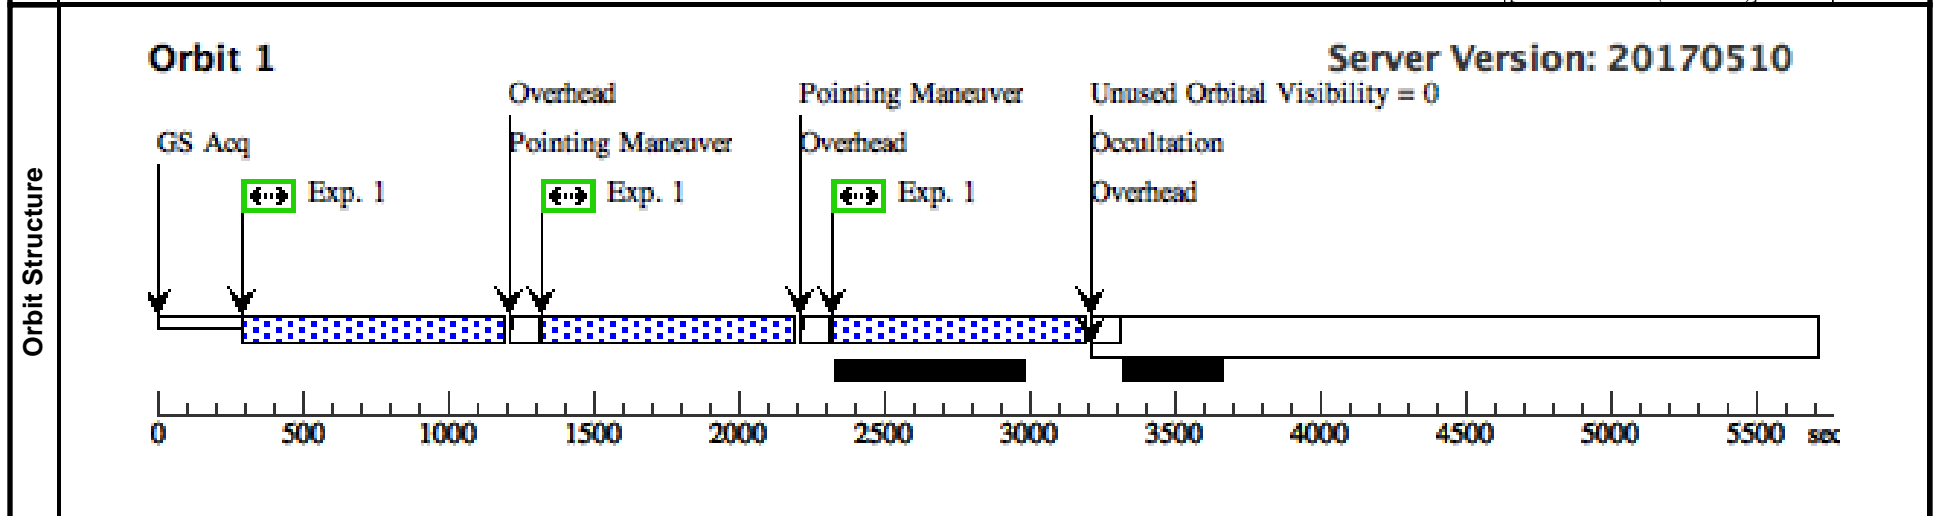 Orbit Structure
Orbit 1
Server Version: 20170510
Overhead
Pointing Maneuver
Unused Orbital Visibility = 0
GS Acq
Pointing Maneuver
Overhead
Occultation
Exp. 1
Exp. 1
Exp. 1
Overhead
0 500 1000 1500 2000 2500 3000 3500 4000 4500 5000 5500 sec